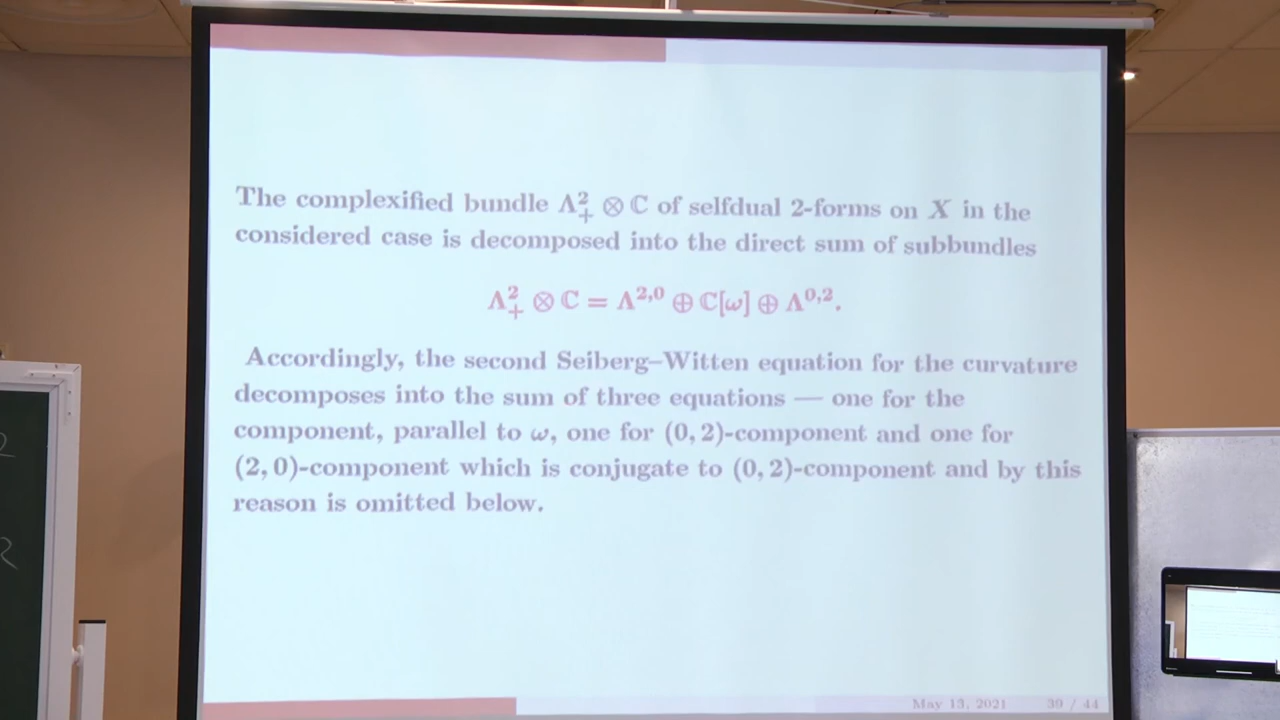 The complexified bundle Λ²₊ ⊗ ℂ of selfdual 2-forms on X in the
considered case is decomposed into the direct sum of subbundles
Λ²₊ ⊗ ℂ = Λ²,⁰ ⊕ ℂ[ω] ⊕ Λ⁰,².
Accordingly, the second Seiberg–Witten equation for the curvature
decomposes into the sum of three equations — one for the
component, parallel to ω, one for (0, 2)-component and one for
(2, 0)-component which is conjugate to (0, 2)-component and by this
reason is omitted below.
May 13, 2021 39 / 44
2
R